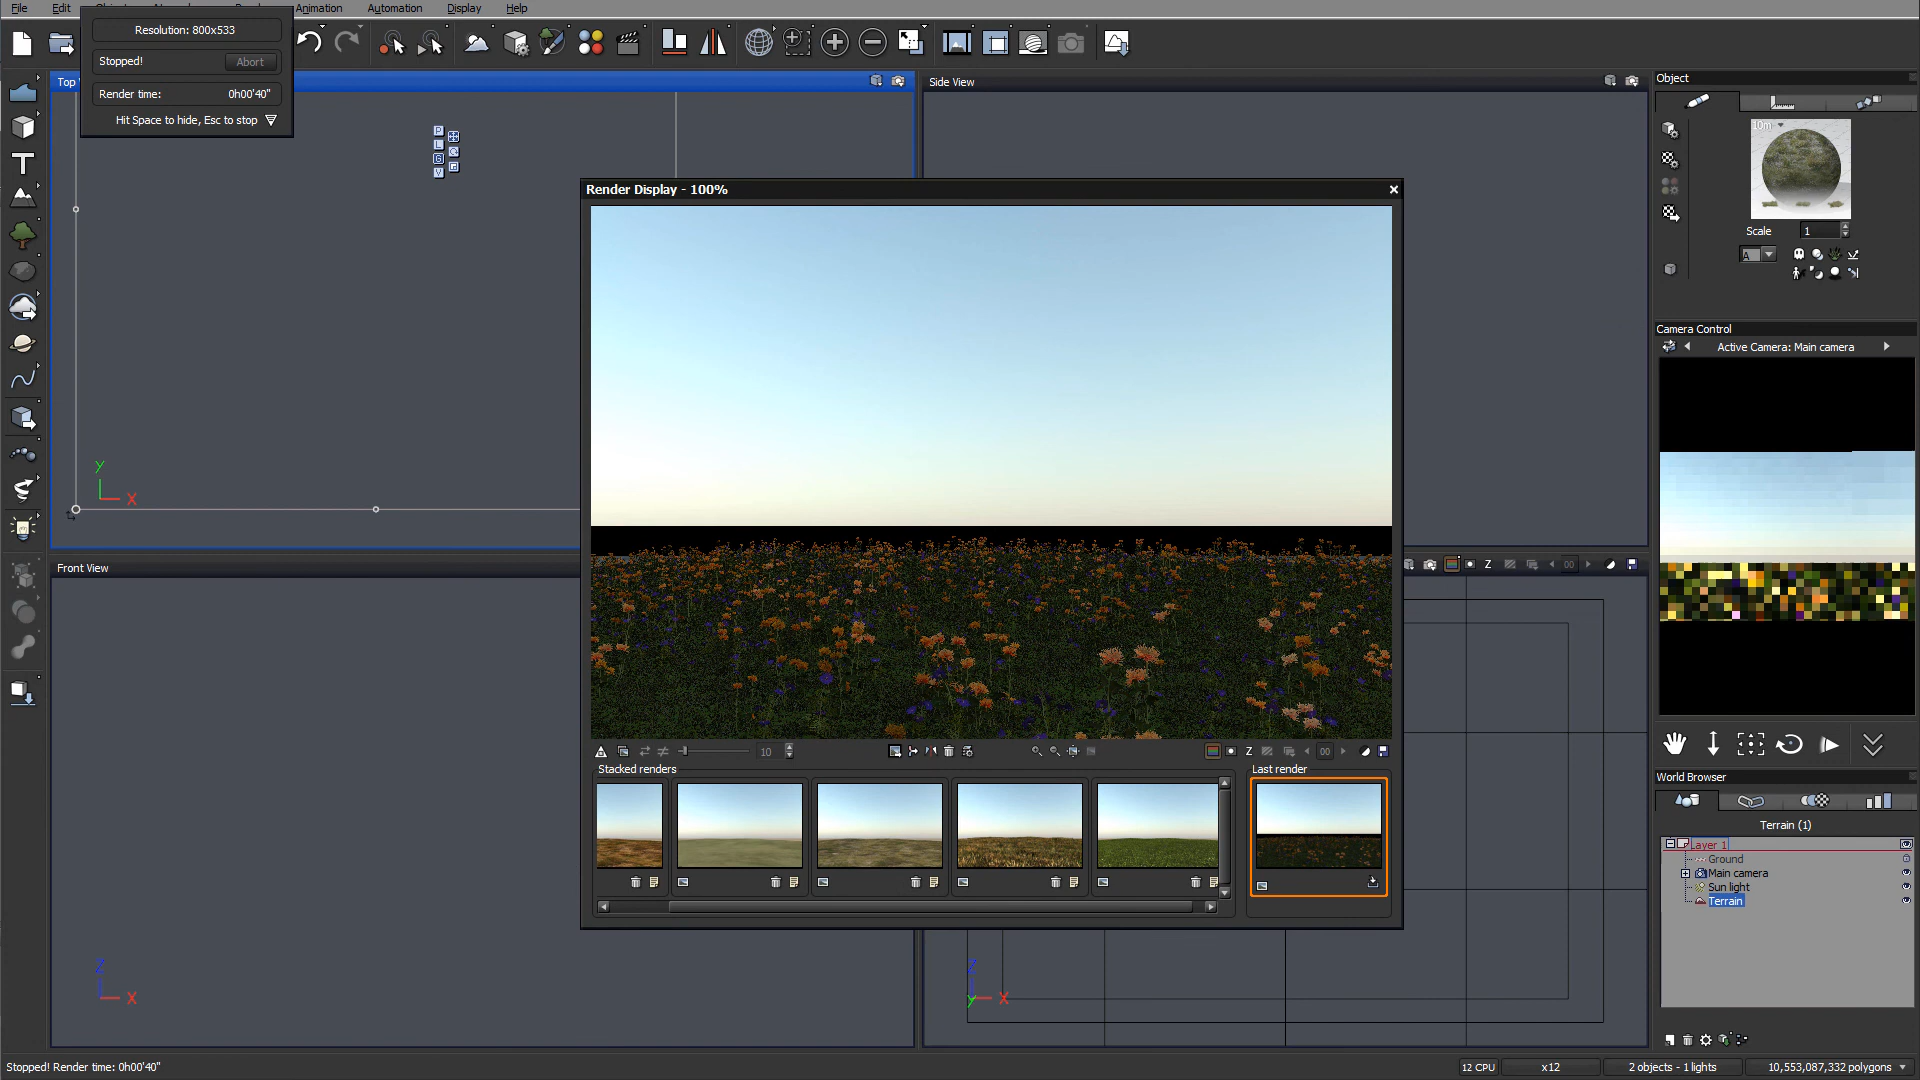 File Edit Animation Automation Display Help
Resolution: 800x533
Stopped! Abort
Render time: 0h00'40"
Hit Space to hide, Esc to stop
Top
Side View
Front View
P
L
G
V
Y
X
Z
X
Z
Y
X
Render Display - 100%
10
Z 00
Stacked renders
Last render
Z 00
Object
10m
Scale 1
A
Camera Control
Active Camera: Main camera
World Browser
Terrain (1)
Layer 1
Ground
Main camera
Sun light
Terrain
Stopped! Render time: 0h00'40"
12 CPU
x12
2 objects - 1 lights
10,553,087,332 polygons